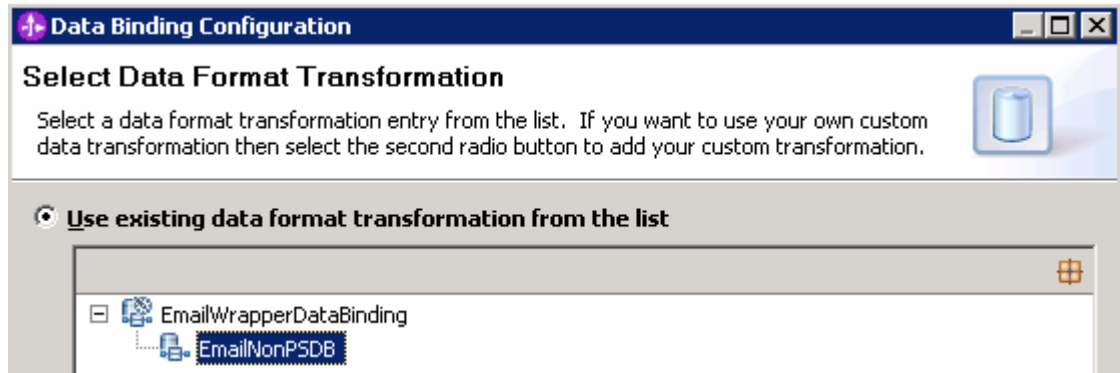 Data Binding Configuration
Select Data Format Transformation
Select a data format transformation entry from the list. If you want to use your own custom
data transformation then select the second radio button to add your custom transformation.
Use existing data format transformation from the list
EmailWrapperDataBinding
EmailNonPSDB